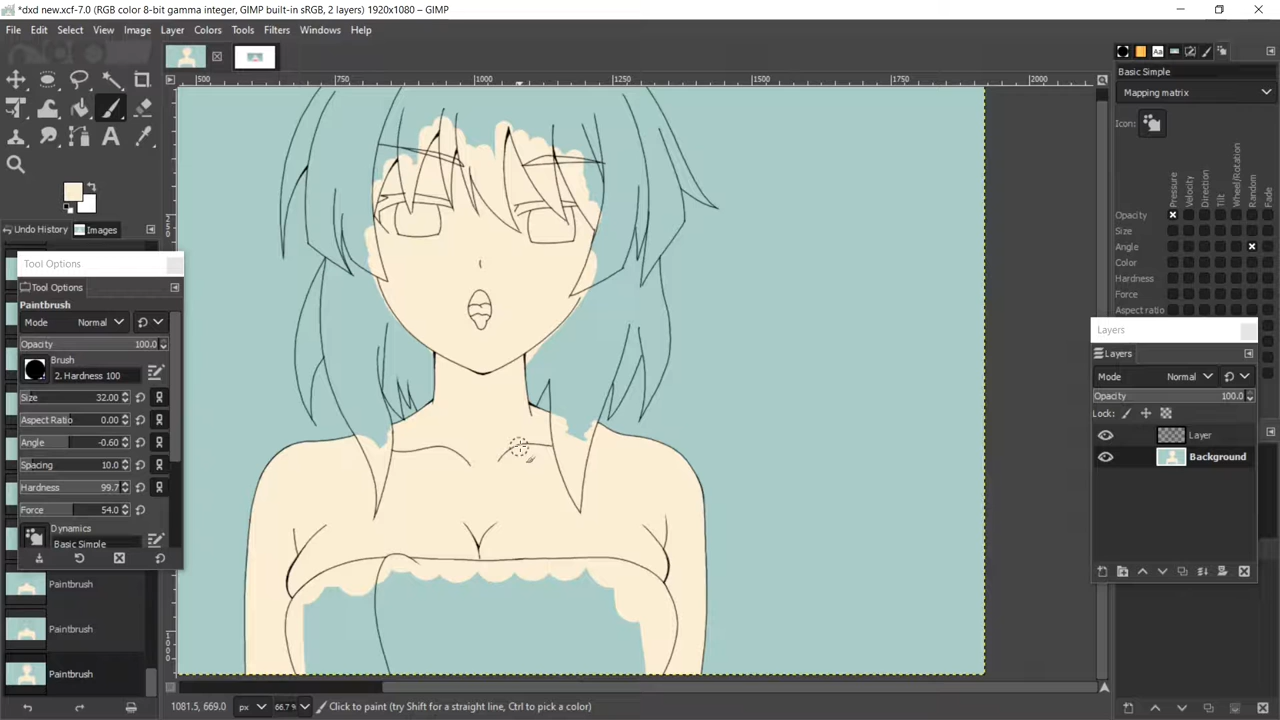 *dxd new.xcf-7.0 (RGB color 8-bit gamma integer, GIMP built-in sRGB, 2 layers) 1920x1080 – GIMP
File Edit Select View Image Layer Colors Tools Filters Windows Help
500 750 1000 1250 1500 1750 2000
Basic Simple
Mapping matrix
Icon:
Pressure Velocity Direction Tilt Wheel/Rotation Random Fade
Opacity
Size
Angle
Color
Hardness
Force
Aspect ratio
Undo History Images
Tool Options
Tool Options
Paintbrush
Mode Normal
Opacity 100.0
Brush
2. Hardness 100
Size 32.00
Aspect Ratio 0.00
Angle -0.60
Spacing 10.0
Hardness 99.7
Force 54.0
Dynamics
Basic Simple
Paintbrush
Paintbrush
Paintbrush
Layers
Layers
Mode Normal
Opacity 100.0
Lock:
Layer
Background
1081.5, 669.0 px 66.7 % Click to paint (try Shift for a straight line, Ctrl to pick a color)